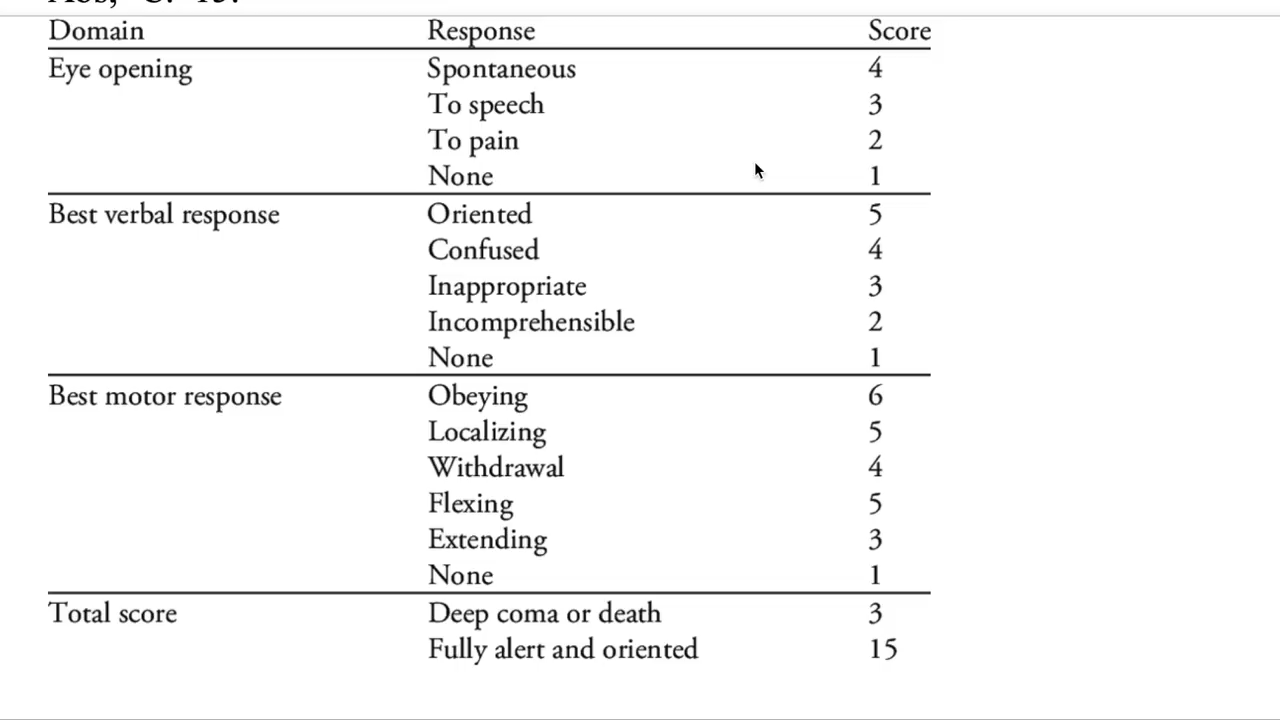 Domain Response Score
Eye opening Spontaneous 4
To speech 3
To pain 2
None 1
Best verbal response Oriented 5
Confused 4
Inappropriate 3
Incomprehensible 2
None 1
Best motor response Obeying 6
Localizing 5
Withdrawal 4
Flexing 5
Extending 3
None 1
Total score Deep coma or death 3
Fully alert and oriented 15